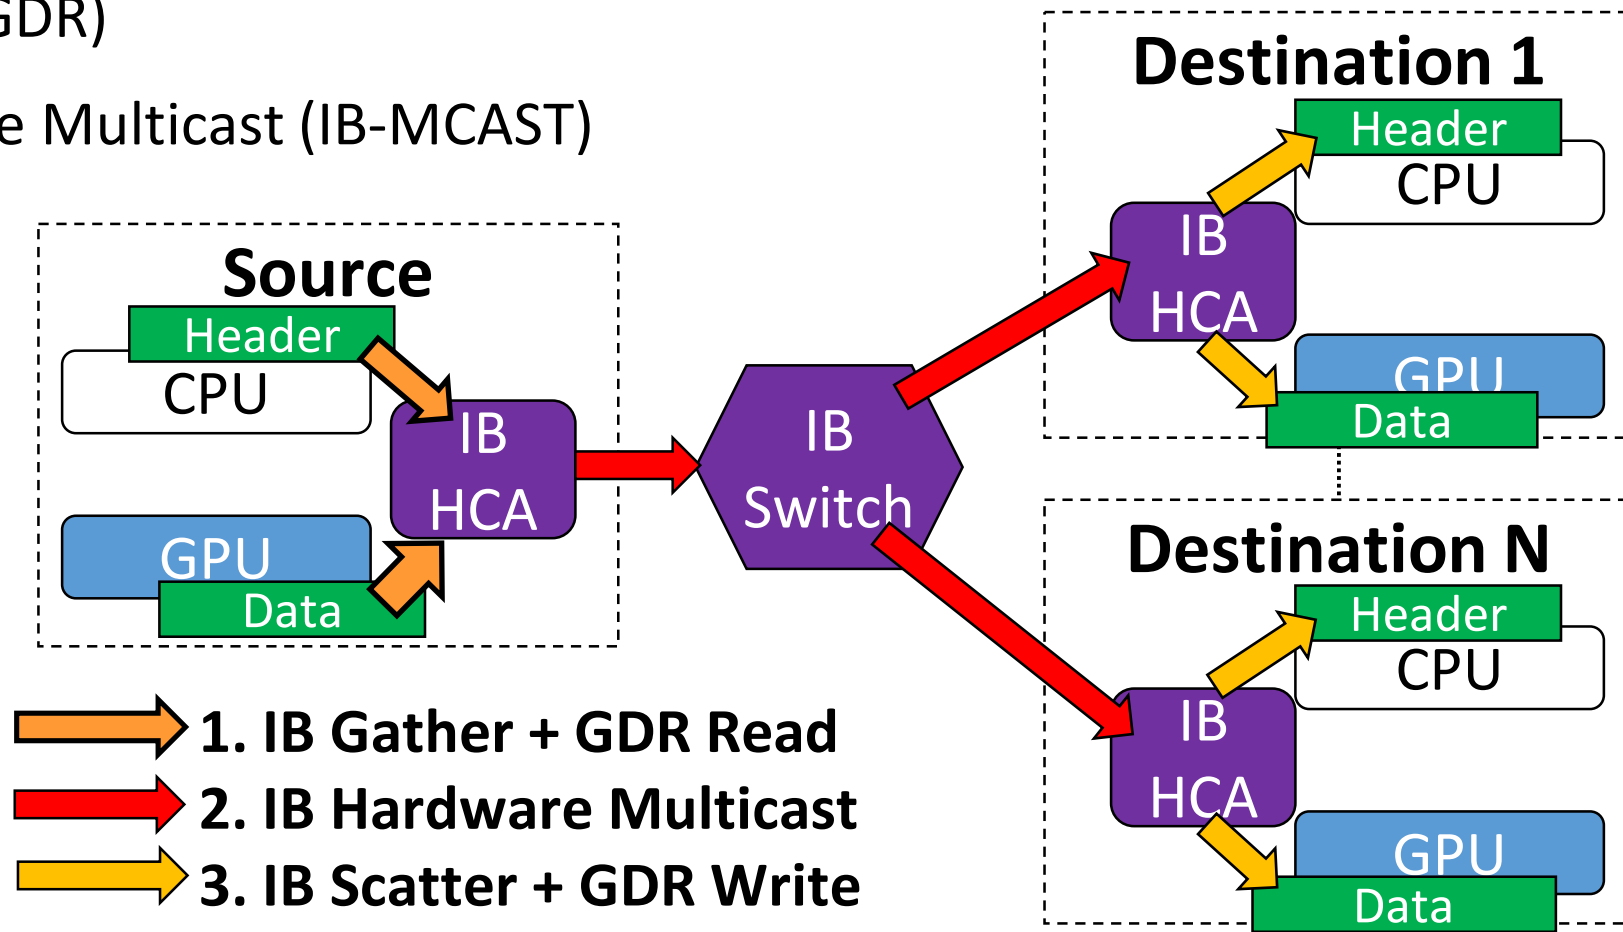 GDR)
e Multicast (IB-MCAST)
Source
Header
CPU
IB
HCA
GPU
Data
IB
Switch
Destination 1
Header
CPU
IB
HCA
GPU
Data
Destination N
Header
CPU
IB
HCA
GPU
Data
1. IB Gather + GDR Read
2. IB Hardware Multicast
3. IB Scatter + GDR Write